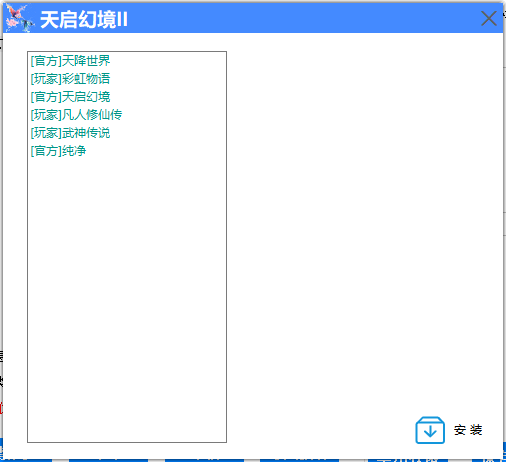 天启幻境II
[官方]天降世界
[玩家]彩虹物语
[官方]天启幻境
[玩家]凡人修仙传
[玩家]武神传说
[官方]纯净
安 装